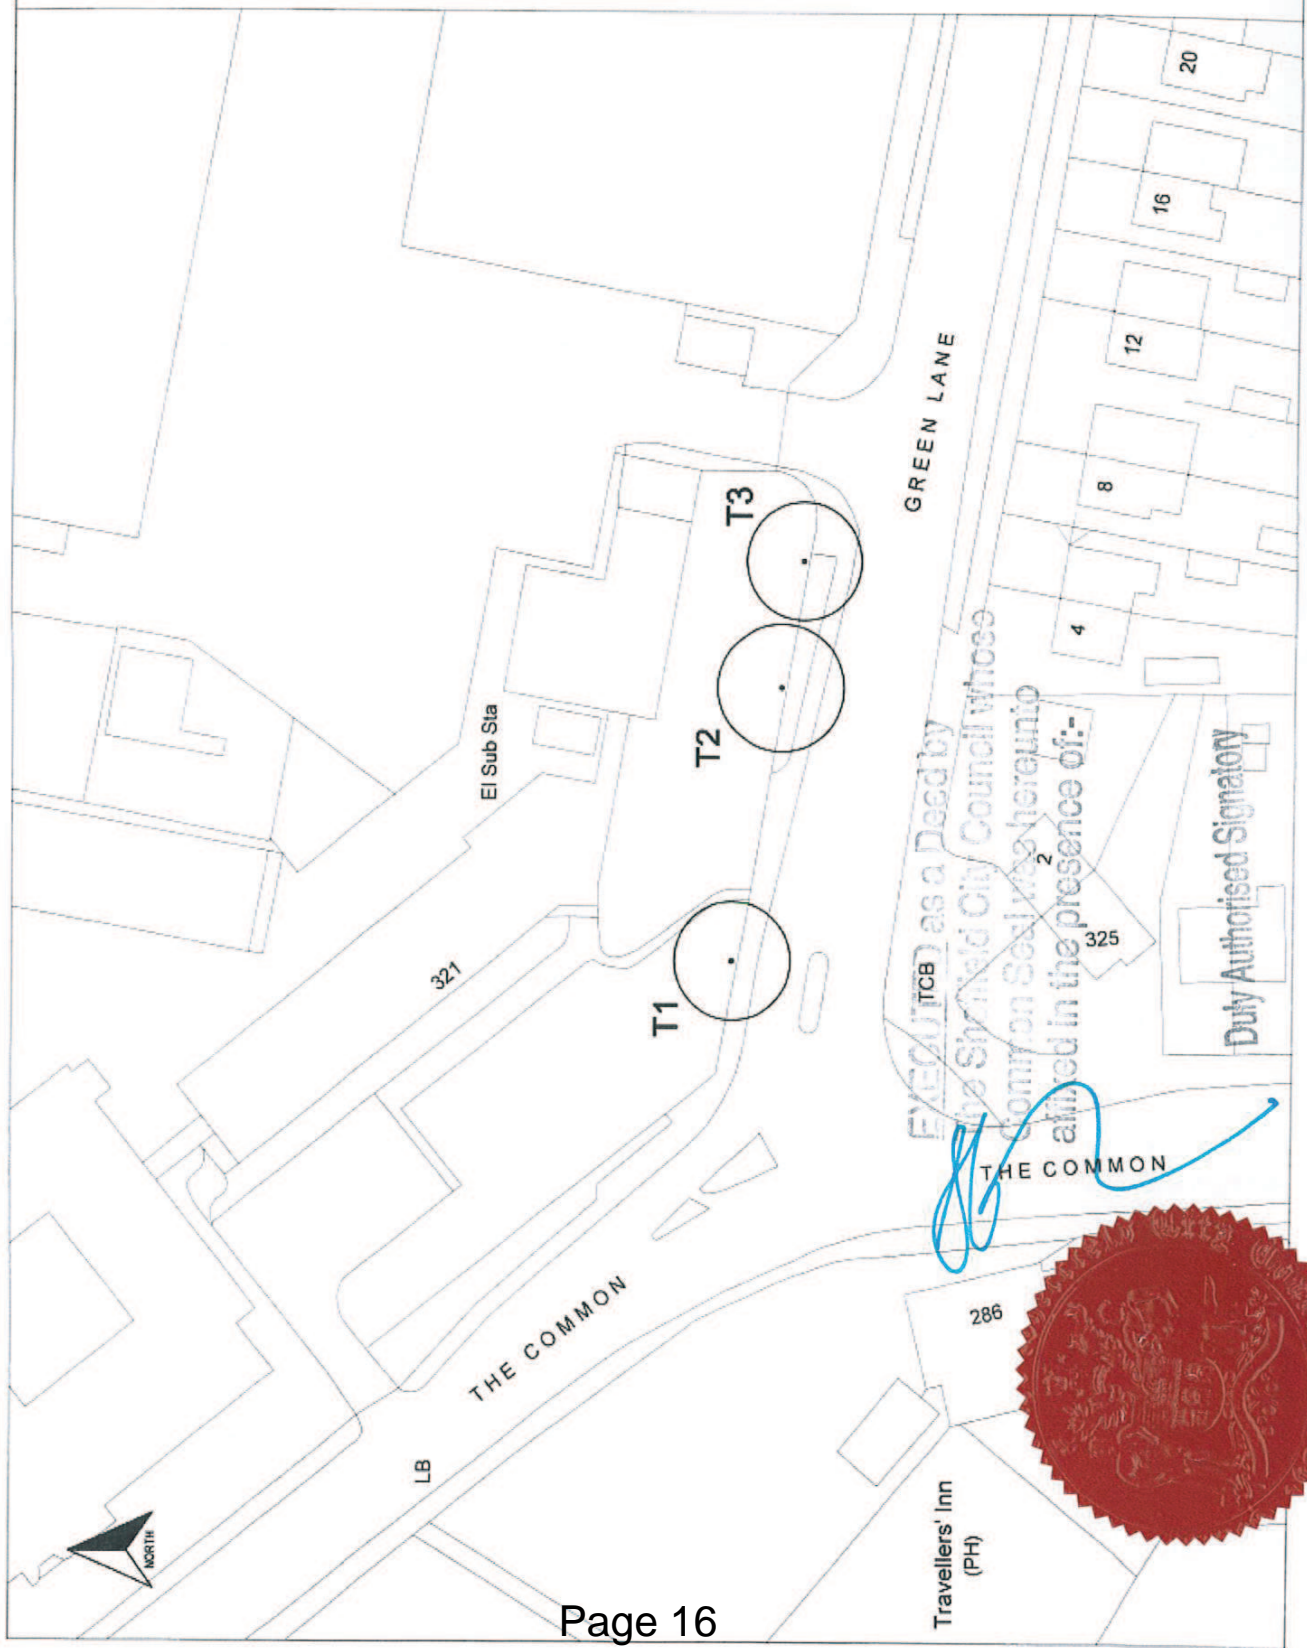 NORTH
LB
THE COMMON
321
El Sub Sta
T1
T2
T3
GREEN LANE
20
16
12
8
4
2
325
TCB
EXECUTED as a Deed by
the Sheffield City Council whose
Common Seal was hereunto
affixed in the presence of:-
Duly Authorised Signatory
THE COMMON
286
Travellers' Inn
(PH)
Page 16